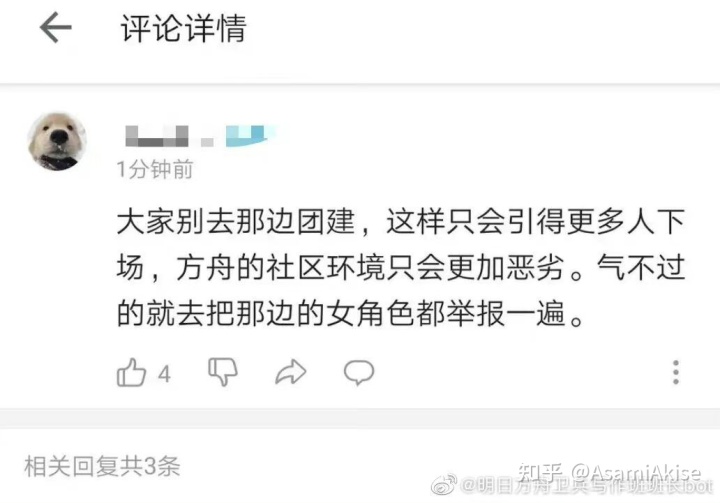 评论详情
1分钟前
大家别去那边团建，这样只会引得更多人下
场，方舟的社区环境只会更加恶劣。气不过
的就去把那边的女角色都举报一遍。
4
相关回复共3条
知乎 @AsamiAkise
@明日方舟卫兵写作班班长bot